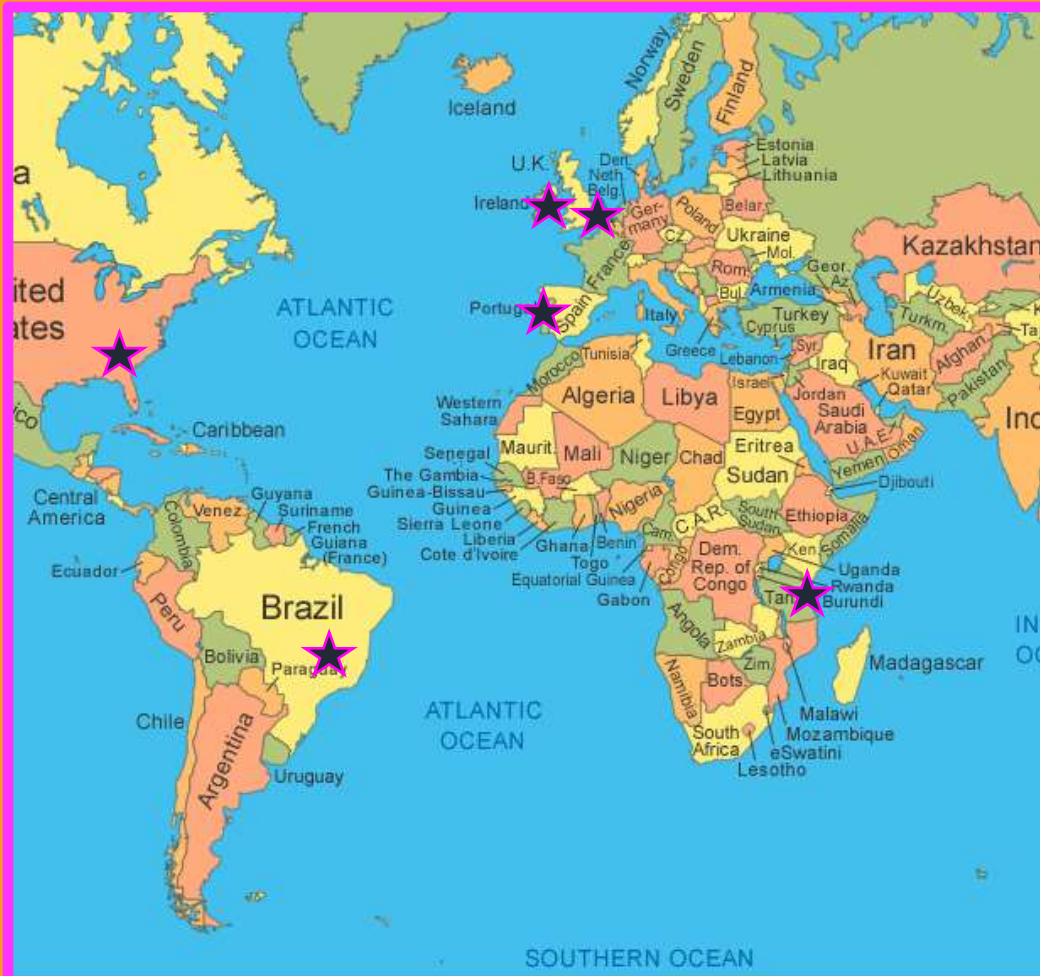 Norway
Sweden
Finland
Iceland
Estonia
Latvia
Lithuania
U.K.
Den.
Neth.
Belg.
Ireland
Ger-
many
Poland
Belar.
a
CZ.
Ukraine
Mol.
Kazakhstan
France
Rom.
Geor.
Az.
ited
ates
ATLANTIC
OCEAN
Portug
Spain
Italy
Bul.
Armenia
Uzbek.
K
Turkey
Turkm.
Ta
Greece
Cyprus
Lebanon
Syr.
Iran
Afghan.
Morocco
Tunisia
Israel
Iraq
Kuwait
Qatar
Pakistan
Algeria
Libya
Egypt
Jordan
Saudi
Arabia
U.A.E.
Oman
Ind
ico
Western
Sahara
Caribbean
Maurit.
Mali
Niger
Chad
Eritrea
Sudan
Yemen
Djibouti
Senegal
The Gambia
Guinea-Bissau
Guinea
Sierra Leone
Liberia
Cote d'Ivoire
B.Faso
Nigeria
Central
America
Guyana
Suriname
French
Guiana
(France)
Venez.
Colombia
Ecuador
Ghana
Togo
Benin
Cam.
C.A.R.
South
Sudan
Ethiopia
Somalia
Equatorial Guinea
Gabon
Congo
Dem.
Rep. of
Congo
Ken.
Uganda
Rwanda
Burundi
Tan
Peru
Brazil
Bolivia
Paraguay
Angola
Zambia
IN
OC
Madagascar
Zim.
Bots.
Namibia
Malawi
Mozambique
eSwatini
Lesotho
South
Africa
ATLANTIC
OCEAN
Chile
Argentina
Uruguay
SOUTHERN OCEAN